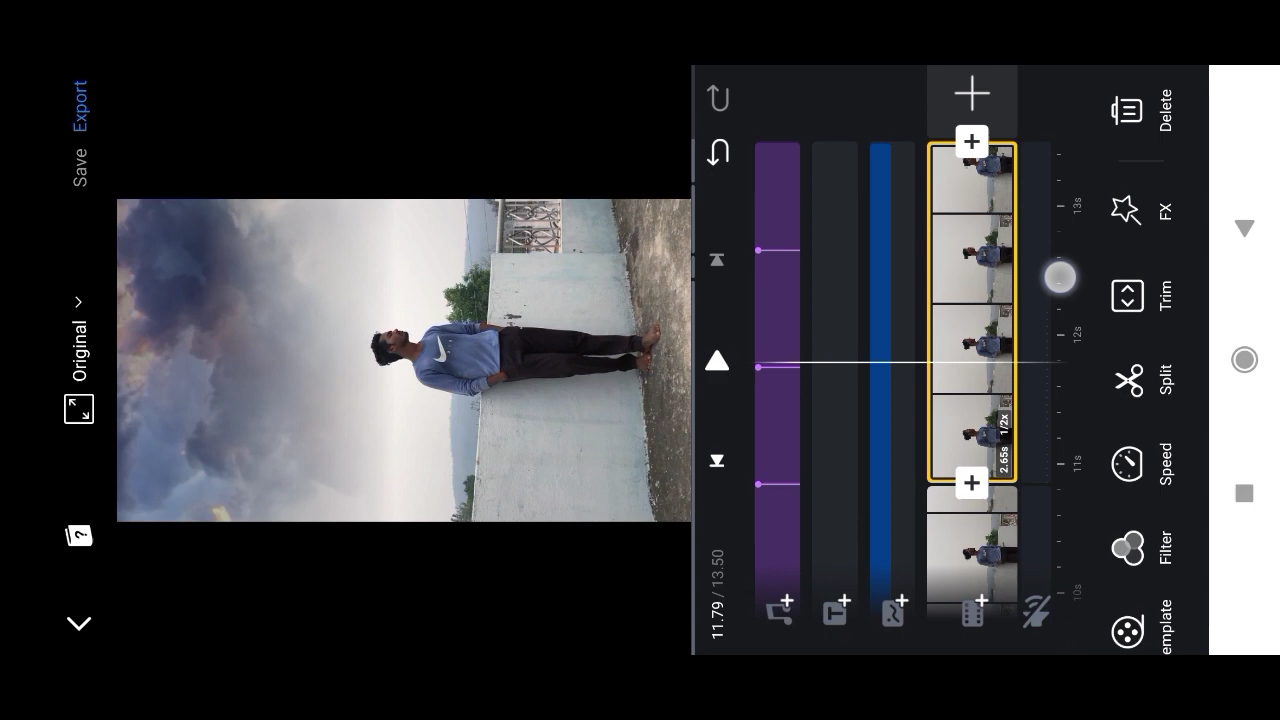 Original
Save
Export
11.79 / 13.50
2.65s
1/2x
10s
11s
12s
13s
emplate
Filter
Speed
Split
Trim
FX
Delete